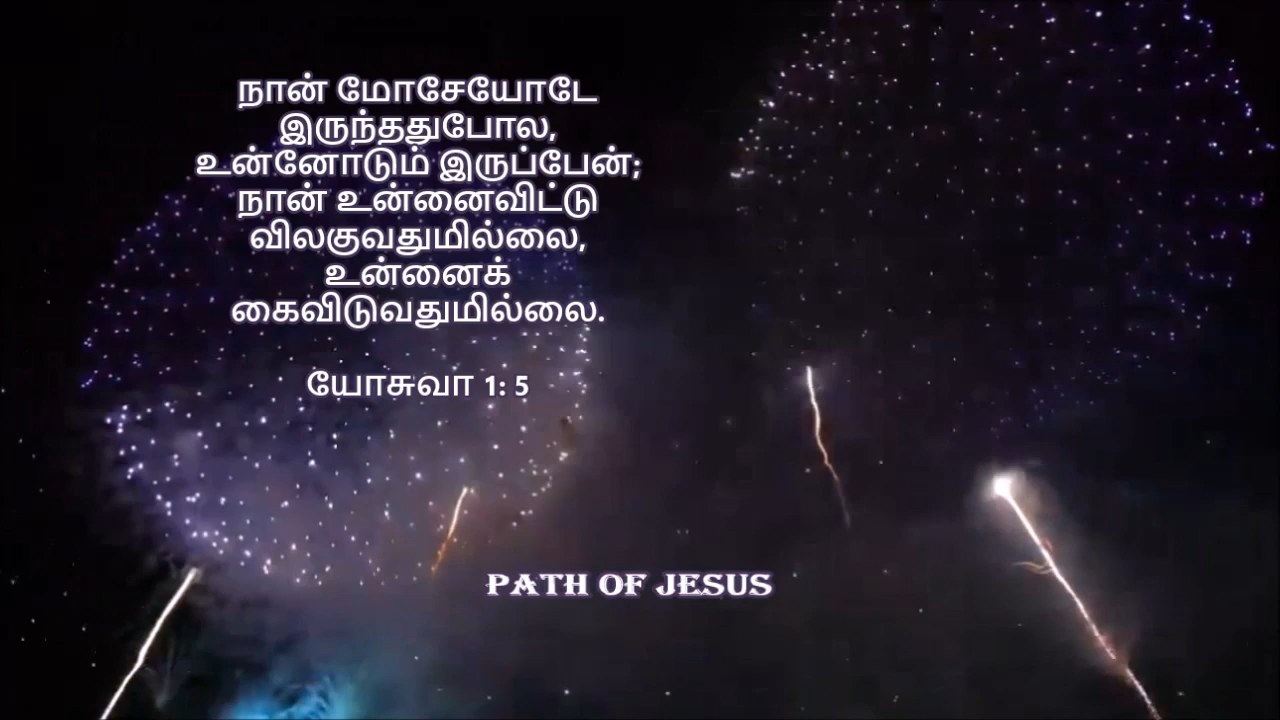 நான் மோசேயோடே
இருந்ததுபோல,
உன்னோடும் இருப்பேன்;
நான் உன்னைவிட்டு
விலகுவதுமில்லை,
உன்னைக்
கைவிடுவதுமில்லை.
யோசுவா 1: 5
PATH OF JESUS